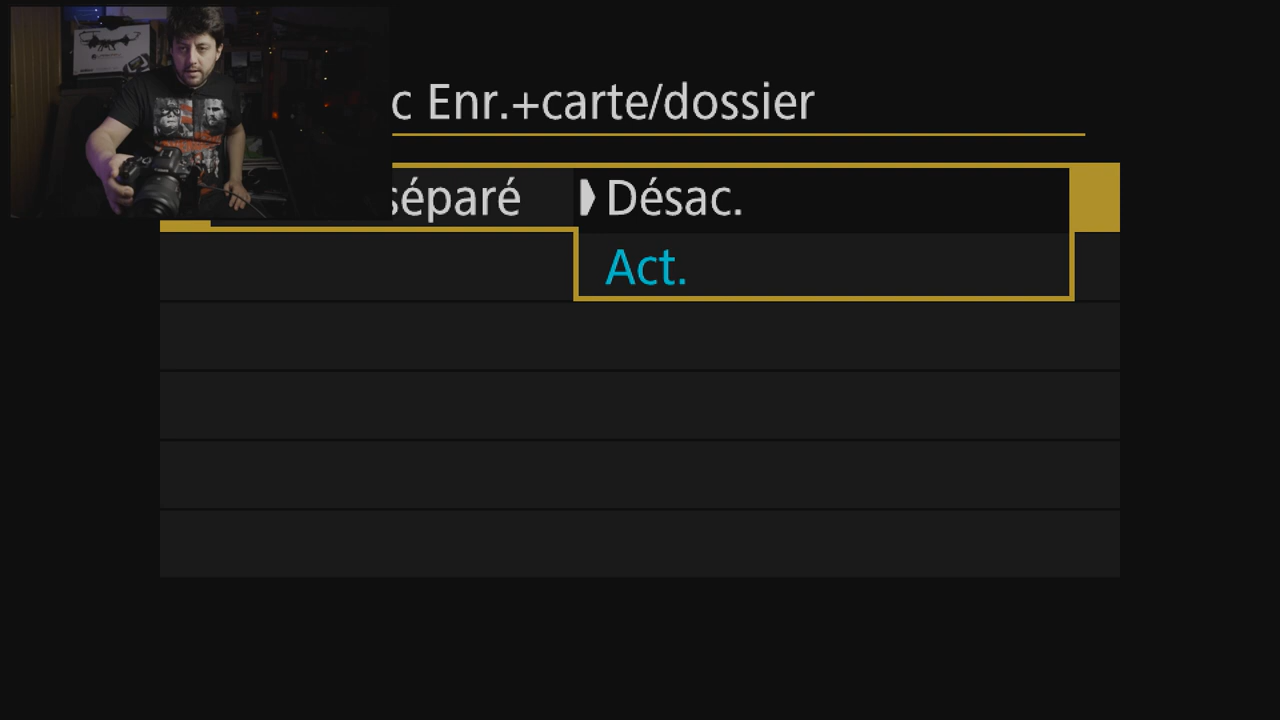 c Enr.+carte/dossier
séparé
Désac.
Act.